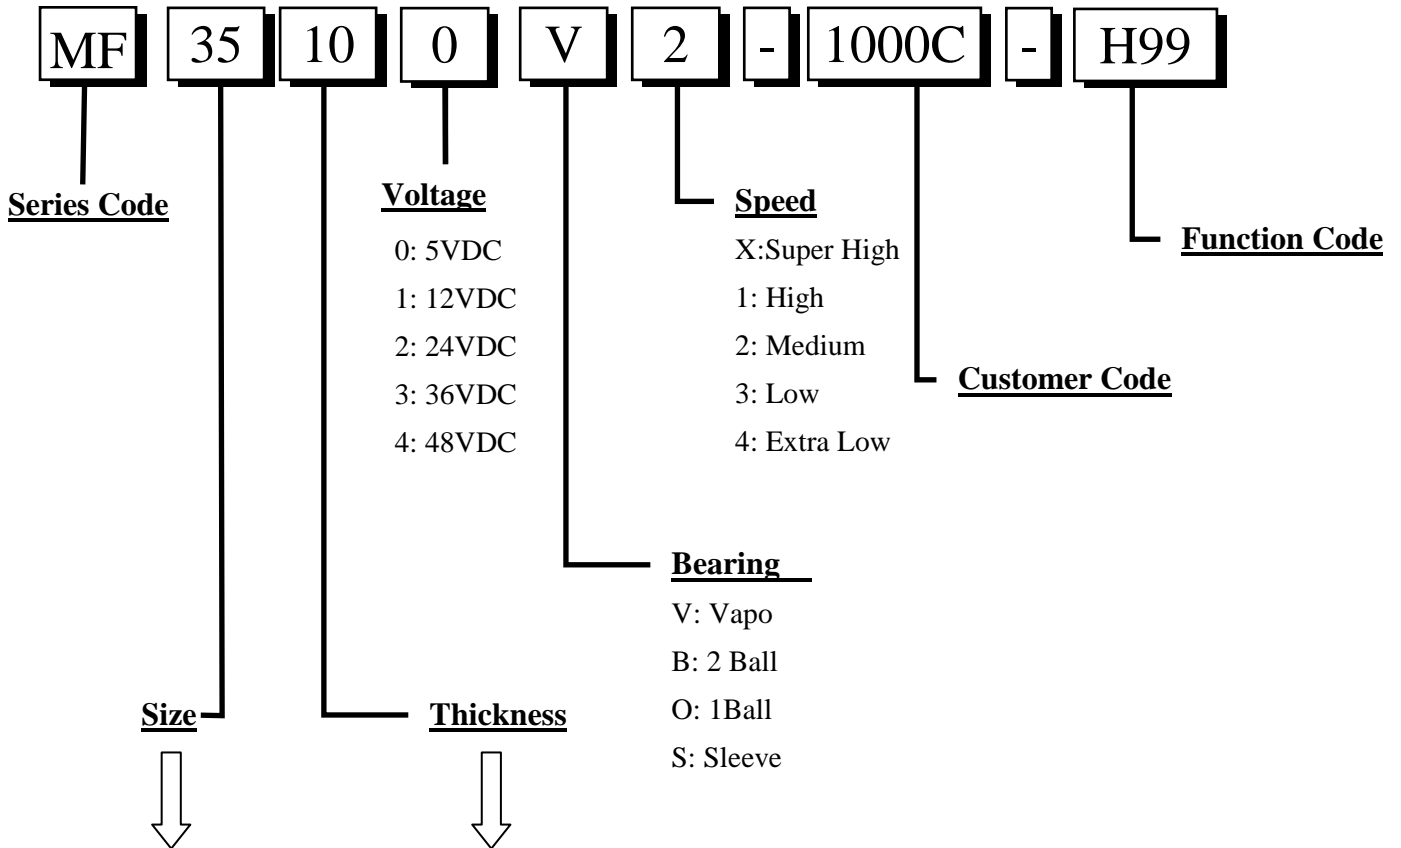 MF 35 10 0 V 2 - 1000C - H99
Series Code
Voltage
0: 5VDC
1: 12VDC
2: 24VDC
3: 36VDC
4: 48VDC
Speed
X:Super High
1: High
2: Medium
3: Low
4: Extra Low
Function Code
Customer Code
Bearing
V: Vapo
B: 2 Ball
O: 1Ball
S: Sleeve
Size
Thickness